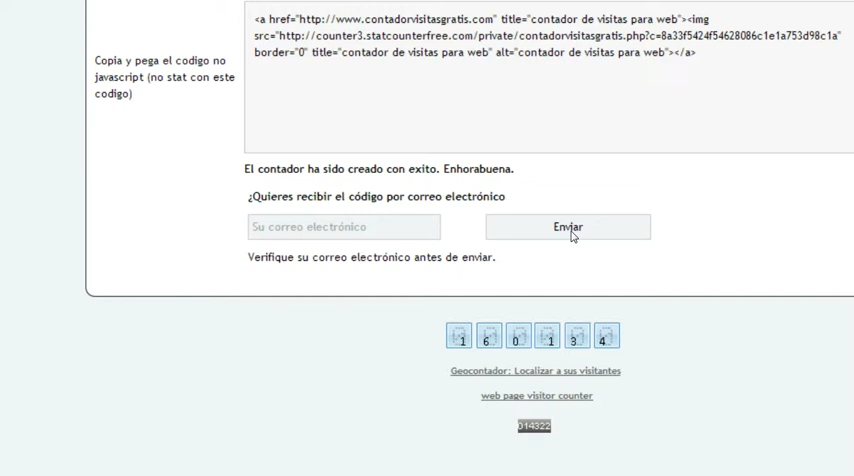 <a href="http://www.contadorvisitasgratis.com" title="contador de visitas para web"><img
src="http://counter3.statcounterfree.com/private/contadorvisitasgratis.php?c=8a33f5424f54628086c1e1a753d98c1a"
border="0" title="contador de visitas para web" alt="contador de visitas para web"></a>
Copia y pega el codigo no
javascript (no stat con este
codigo)
El contador ha sido creado con exito. Enhorabuena.
¿Quieres recibir el código por correo electrónico
Su correo electrónico
Enviar
Verifique su correo electrónico antes de enviar.
1 6 0 1 3 4
Geocontador: Localizar a sus visitantes
web page visitor counter
014322